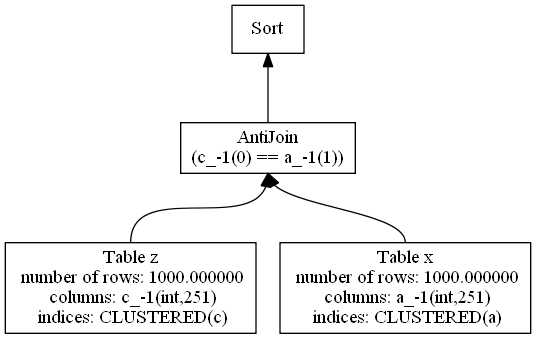 Sort
AntiJoin
(c_-1(0) == a_-1(1))
Table z
number of rows: 1000.000000
columns: c_-1(int,251)
indices: CLUSTERED(c)
Table x
number of rows: 1000.000000
columns: a_-1(int,251)
indices: CLUSTERED(a)